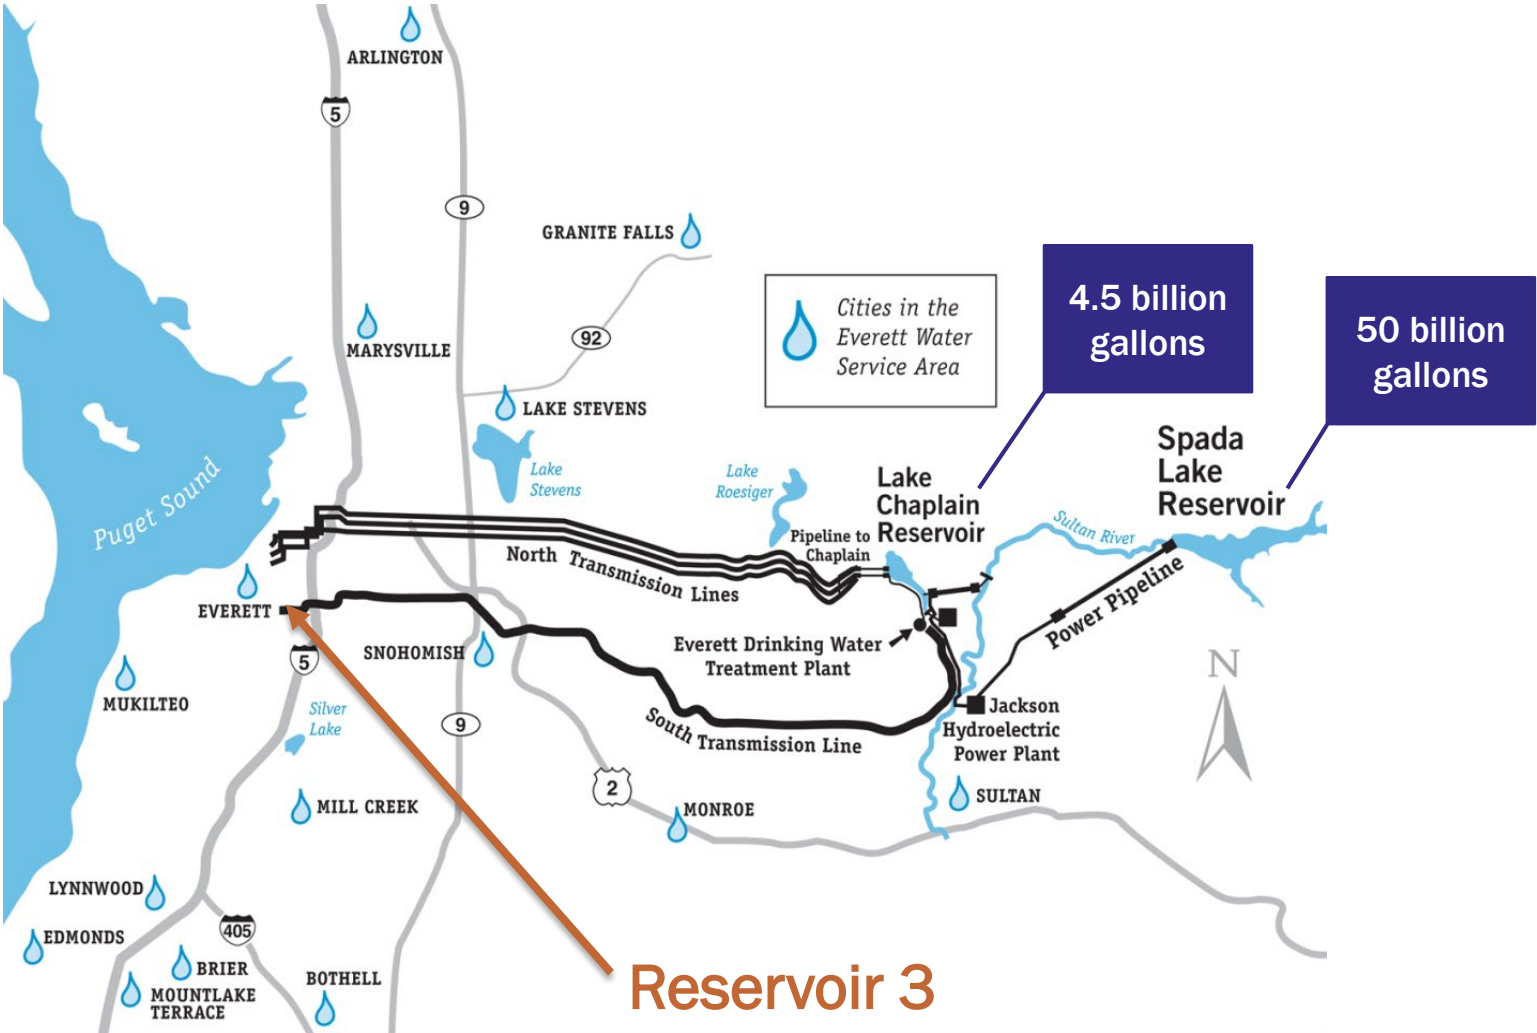 ARLINGTON
5
9
GRANITE FALLS
92
MARYSVILLE
LAKE STEVENS
Lake
Stevens
Cities in the
Everett Water
Service Area
4.5 billion
gallons
50 billion
gallons
Puget Sound
Lake
Roesiger
Lake
Chaplain
Reservoir
Spada
Lake
Reservoir
Sultan River
Pipeline to
Chaplain
North Transmission Lines
Power Pipeline
EVERETT
Everett Drinking Water
Treatment Plant
SNOHOMISH
5
MUKILTEO
Silver
Lake
9
South Transmission Line
Jackson
Hydroelectric
Power Plant
N
2
SULTAN
MILL CREEK
MONROE
LYNNWOOD
405
EDMONDS
BRIER
MOUNTLAKE
TERRACE
BOTHELL
Reservoir 3